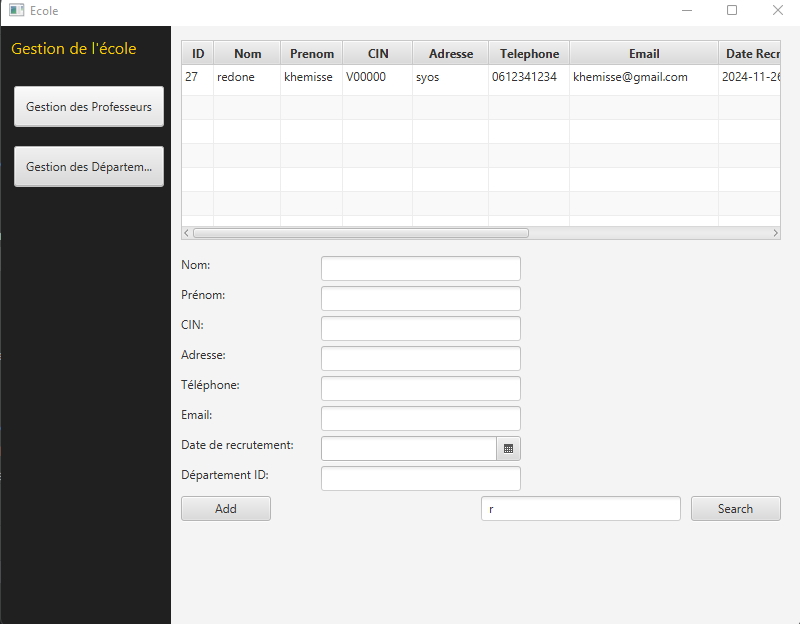 Ecole
Gestion de l'école
Gestion des Professeurs
Gestion des Départem...
ID Nom Prenom CIN Adresse Telephone Email Date Recr
27 redone khemisse V00000 syos 0612341234 khemisse@gmail.com 2024-11-26
Nom:
Prénom:
CIN:
Adresse:
Téléphone:
Email:
Date de recrutement:
Département ID:
Add r Search